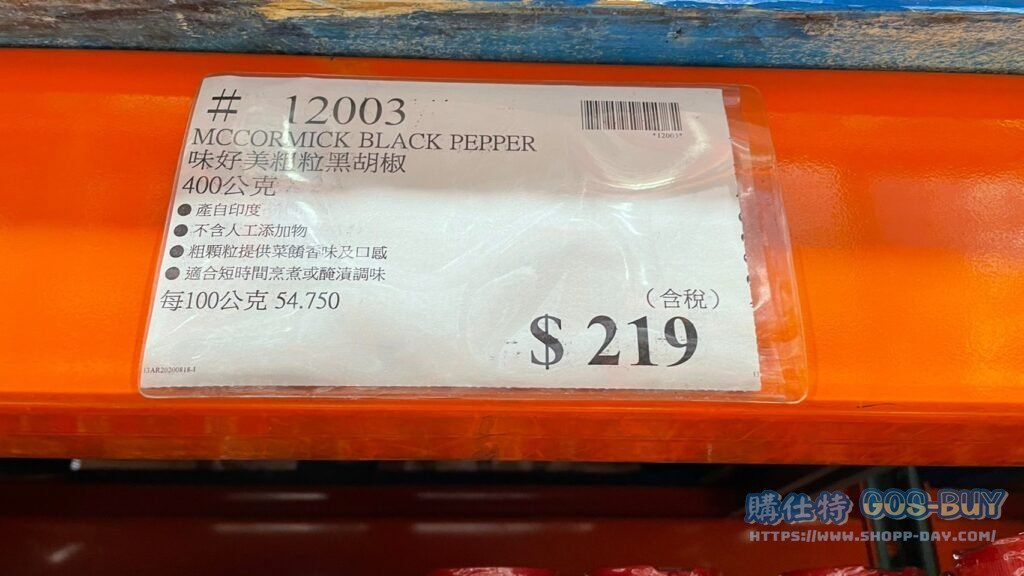 # 12003
*12003*
MCCORMICK BLACK PEPPER
味好美粗粒黑胡椒
400公克
● 產自印度
● 不含人工添加物
● 粗顆粒提供菜餚香味及口感
● 適合短時間烹煮或醃漬調味
每100公克 54.750
(含稅)
$ 219
13AR20200818-1
購仕特 GOS-BUY
HTTPS://WWW.SHOPP-DAY.COM/